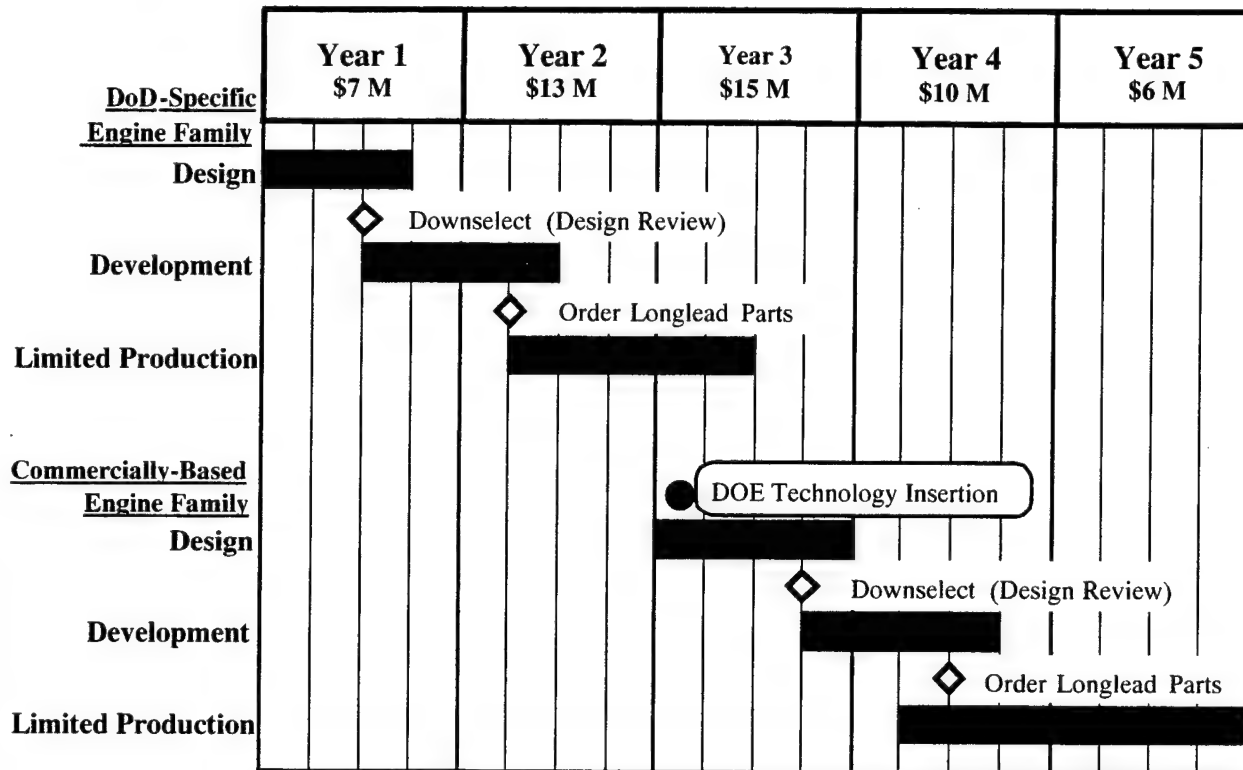 Year 1
$7 M
Year 2
$13 M
Year 3
$15 M
Year 4
$10 M
Year 5
$6 M
DoD-Specific
Engine Family
Design
Downselect (Design Review)
Development
Order Longlead Parts
Limited Production
Commercially-Based
Engine Family
DOE Technology Insertion
Design
Downselect (Design Review)
Development
Order Longlead Parts
Limited Production